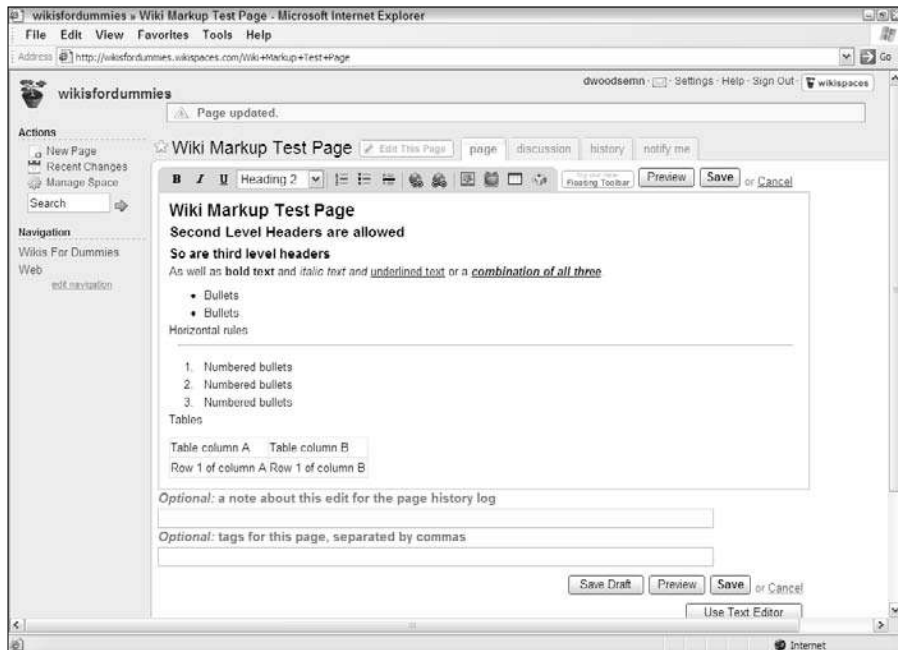 wikisfordummies » Wiki Markup Test Page - Microsoft Internet Explorer
File Edit View Favorites Tools Help
Address http://wikisfordummies.wikispaces.com/Wiki+Markup+Test+Page Go
dwoodsemn · Settings · Help · Sign Out · wikispaces
wikisfordummies
Page updated.
Actions
New Page
Recent Changes
Manage Space
Search
Navigation
Wikis For Dummies
Web
edit navigation
Wiki Markup Test Page Edit This Page page discussion history notify me
B I U Heading 2 Floating Toolbar Preview Save or Cancel
Wiki Markup Test Page
Second Level Headers are allowed
So are third level headers
As well as bold text and italic text and underlined text or a combination of all three
• Bullets
• Bullets
Horizontal rules
1. Numbered bullets
2. Numbered bullets
3. Numbered bullets
Tables
Table column A Table column B
Row 1 of column A Row 1 of column B
Optional: a note about this edit for the page history log
Optional: tags for this page, separated by commas
Save Draft Preview Save or Cancel
Use Text Editor
Internet